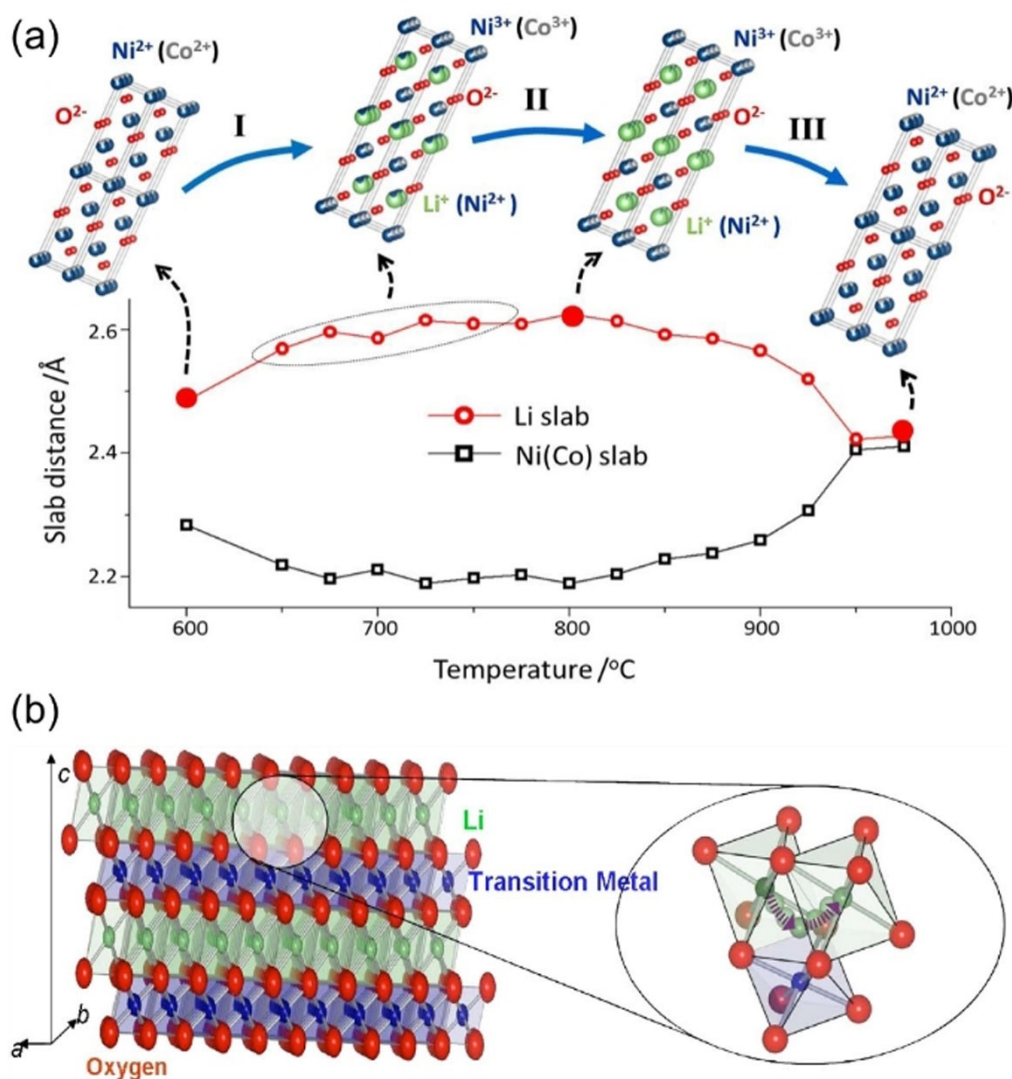 (a)
Ni²⁺ (Co²⁺)
O²⁻
I
Ni³⁺ (Co³⁺)
O²⁻
Li⁺ (Ni²⁺ )
II
Ni³⁺ (Co³⁺)
O²⁻
Li⁺ (Ni²⁺ )
III
Ni²⁺ (Co²⁺)
O²⁻
Slab distance /Å
2.6
2.4
2.2
Li slab
Ni(Co) slab
600 700 800 900 1000
Temperature /°C
(b)
c
b
a
Li
Transition Metal
Oxygen